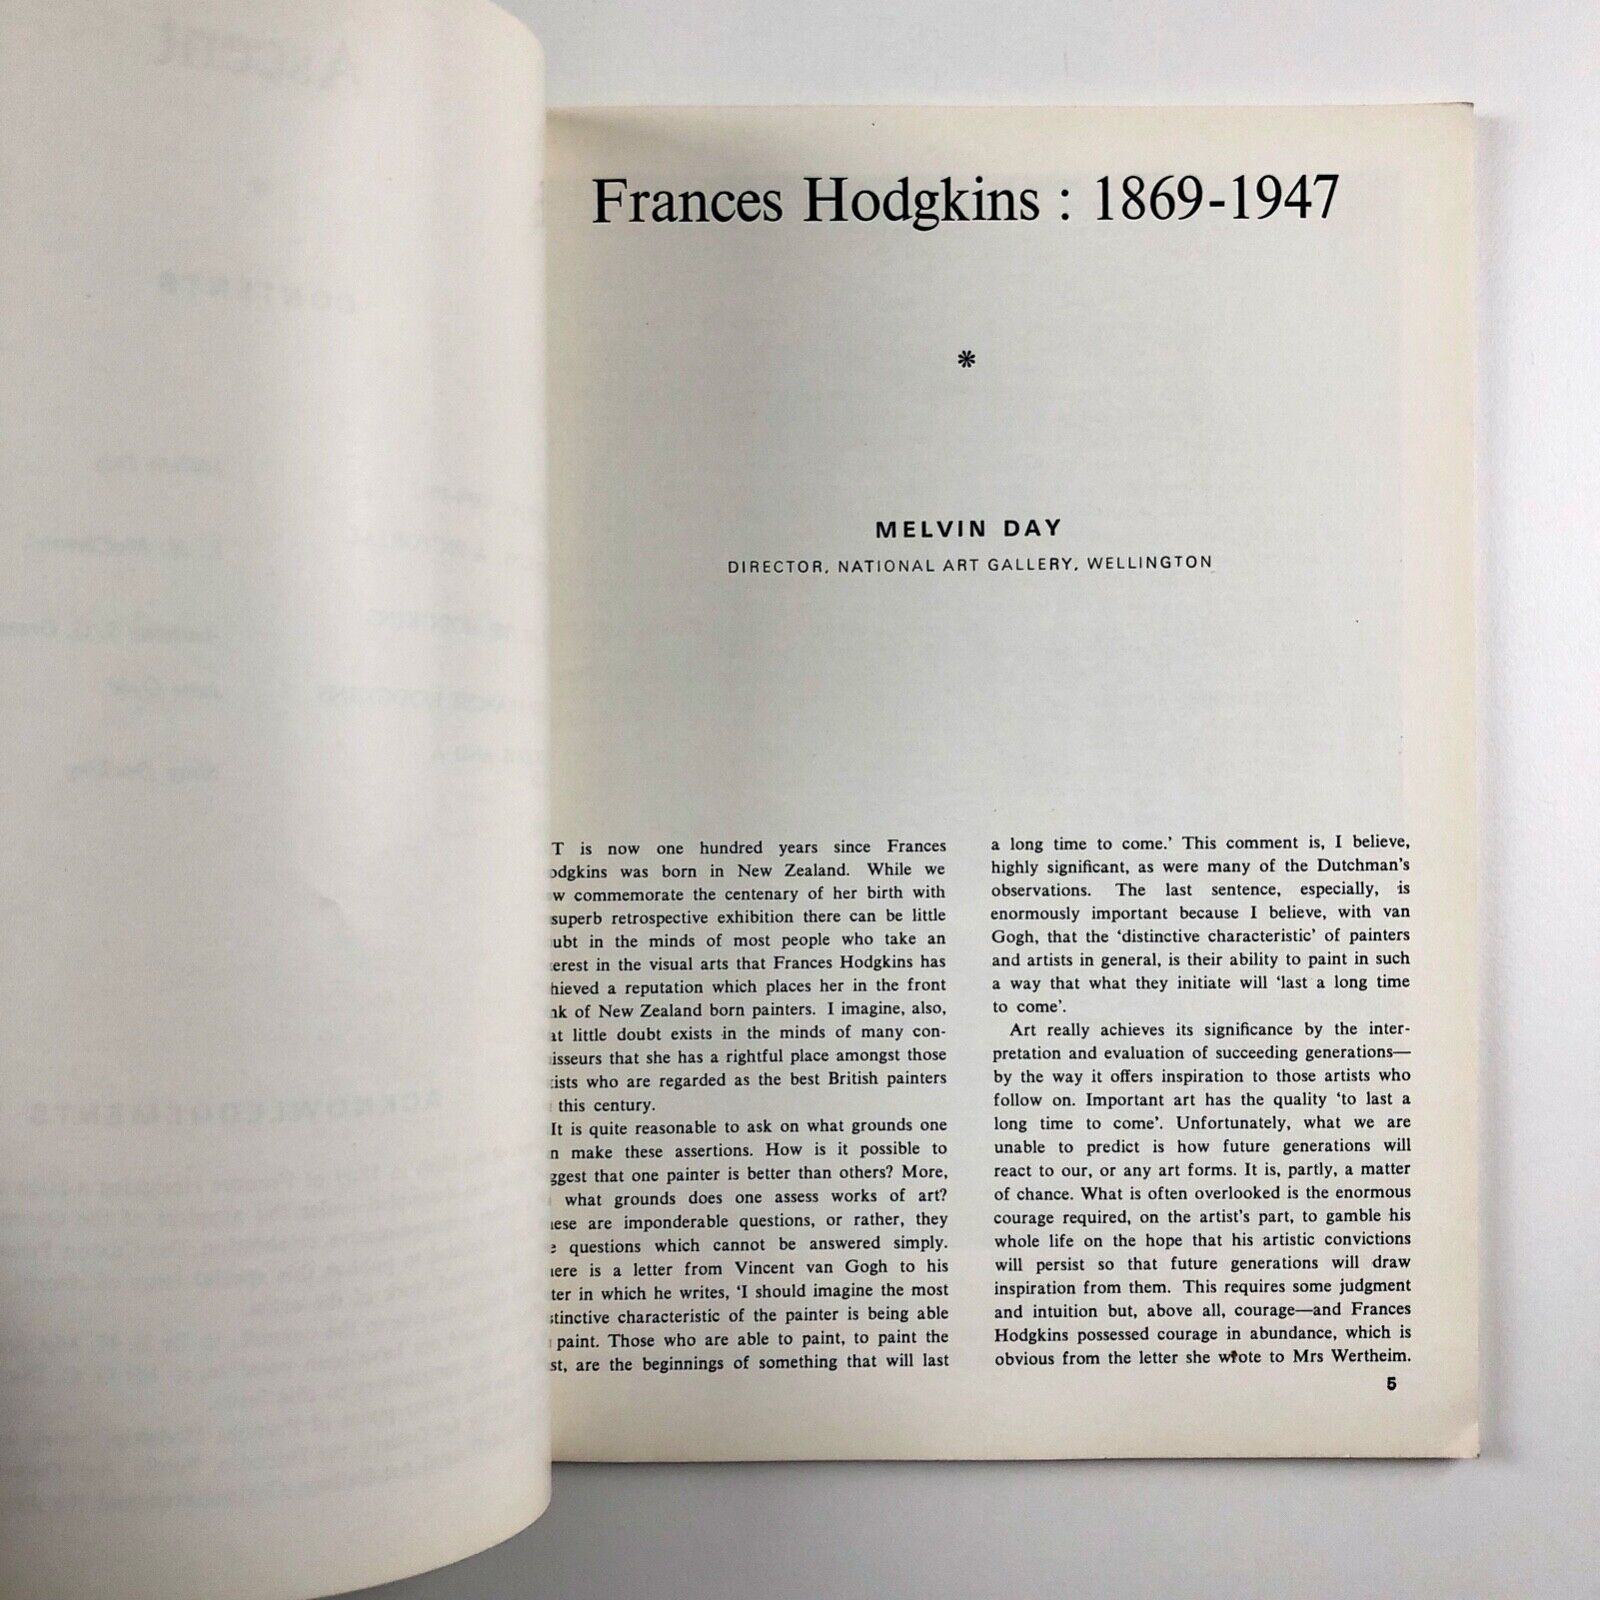 Frances Hodgkins : 1869-1947
*
MELVIN DAY
DIRECTOR, NATIONAL ART GALLERY, WELLINGTON
T is now one hundred years since Frances
odgkins was born in New Zealand. While we
w commemorate the centenary of her birth with
superb retrospective exhibition there can be little
ubt in the minds of most people who take an
erest in the visual arts that Frances Hodgkins has
hieved a reputation which places her in the front
nk of New Zealand born painters. I imagine, also,
at little doubt exists in the minds of many con-
isseurs that she has a rightful place amongst those
tists who are regarded as the best British painters
this century.
It is quite reasonable to ask on what grounds one
n make these assertions. How is it possible to
ggest that one painter is better than others? More,
what grounds does one assess works of art?
ese are imponderable questions, or rather, they
e questions which cannot be answered simply.
ere is a letter from Vincent van Gogh to his
ter in which he writes, 'I should imagine the most
stinctive characteristic of the painter is being able
paint. Those who are able to paint, to paint the
st, are the beginnings of something that will last
a long time to come.' This comment is, I believe,
highly significant, as were many of the Dutchman's
observations. The last sentence, especially, is
enormously important because I believe, with van
Gogh, that the 'distinctive characteristic' of painters
and artists in general, is their ability to paint in such
a way that what they initiate will 'last a long time
to come'.
Art really achieves its significance by the inter-
pretation and evaluation of succeeding generations—
by the way it offers inspiration to those artists who
follow on. Important art has the quality 'to last a
long time to come'. Unfortunately, what we are
unable to predict is how future generations will
react to our, or any art forms. It is, partly, a matter
of chance. What is often overlooked is the enormous
courage required, on the artist's part, to gamble his
whole life on the hope that his artistic convictions
will persist so that future generations will draw
inspiration from them. This requires some judgment
and intuition but, above all, courage—and Frances
Hodgkins possessed courage in abundance, which is
obvious from the letter she wrote to Mrs Wertheim.
5